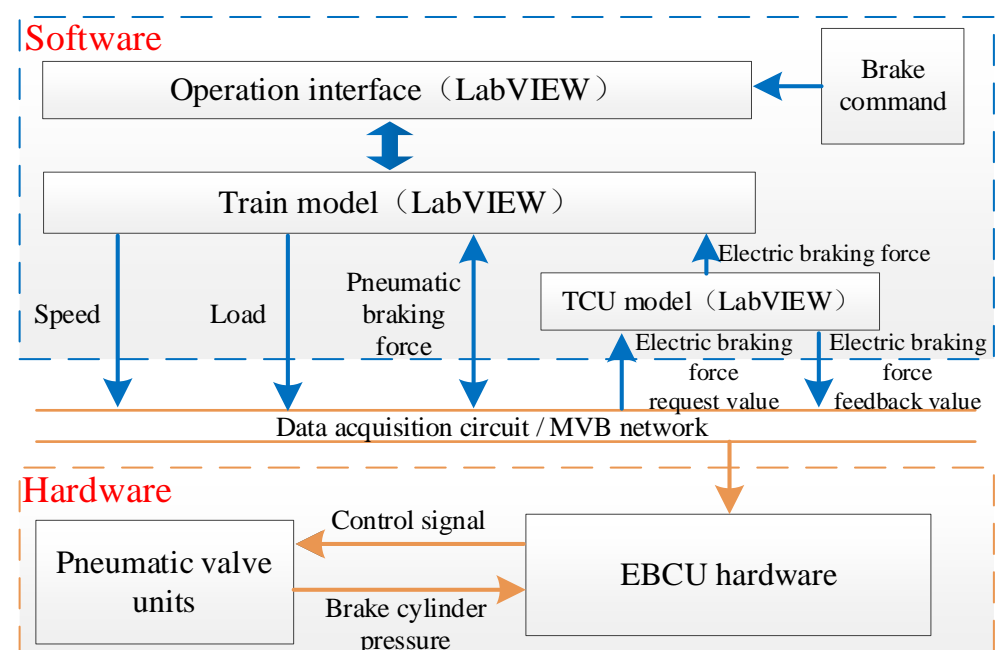 Software
Operation interface（LabVIEW）
Brake
command
Train model（LabVIEW）
Electric braking force
Speed
Load
Pneumatic
braking
force
TCU model（LabVIEW）
Electric braking
force
request value
Electric braking
force
feedback value
Data acquisition circuit / MVB network
Hardware
Control signal
Pneumatic valve
units
EBCU hardware
Brake cylinder
pressure